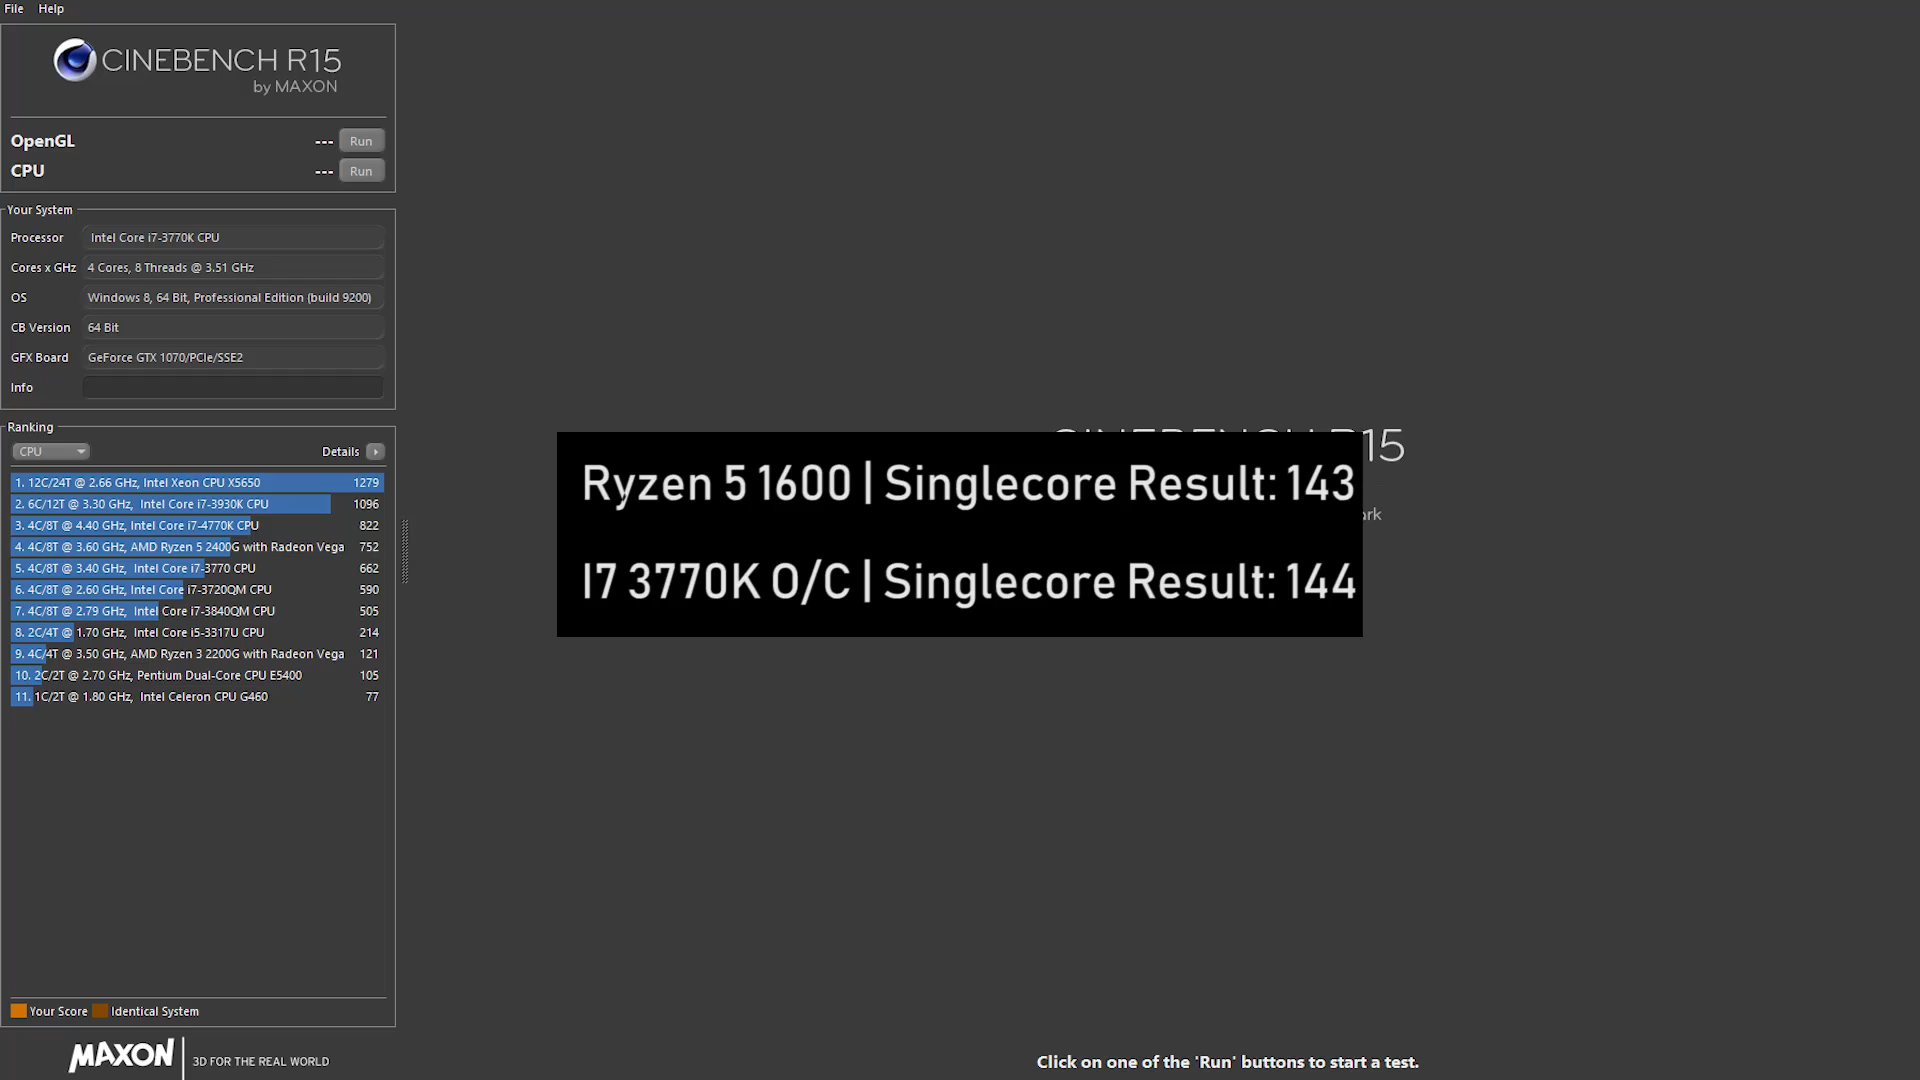 File Help
CINEBENCH R15
by MAXON
OpenGL --- Run
CPU --- Run
Your System
Processor Intel Core i7-3770K CPU
Cores x GHz 4 Cores, 8 Threads @ 3.51 GHz
OS Windows 8, 64 Bit, Professional Edition (build 9200)
CB Version 64 Bit
GFX Board GeForce GTX 1070/PCIe/SSE2
Info
Ranking
CPU Details
1. 12C/24T @ 2.66 GHz, Intel Xeon CPU X5650 1279
2. 6C/12T @ 3.30 GHz, Intel Core i7-3930K CPU 1096
3. 4C/8T @ 4.40 GHz, Intel Core i7-4770K CPU 822
4. 4C/8T @ 3.60 GHz, AMD Ryzen 5 2400G with Radeon Vega 752
5. 4C/8T @ 3.40 GHz, Intel Core i7-3770 CPU 662
6. 4C/8T @ 2.60 GHz, Intel Core i7-3720QM CPU 590
7. 4C/8T @ 2.79 GHz, Intel Core i7-3840QM CPU 505
8. 2C/4T @ 1.70 GHz, Intel Core i5-3317U CPU 214
9. 4C/4T @ 3.50 GHz, AMD Ryzen 3 2200G with Radeon Vega 121
10. 2C/2T @ 2.70 GHz, Pentium Dual-Core CPU E5400 105
11. 1C/2T @ 1.80 GHz, Intel Celeron CPU G460 77
Your Score Identical System
MAXON 3D FOR THE REAL WORLD
CINEBENCH R15
Ryzen 5 1600 | Singlecore Result: 143
I7 3770K O/C | Singlecore Result: 144
Click on one of the 'Run' buttons to start a test.